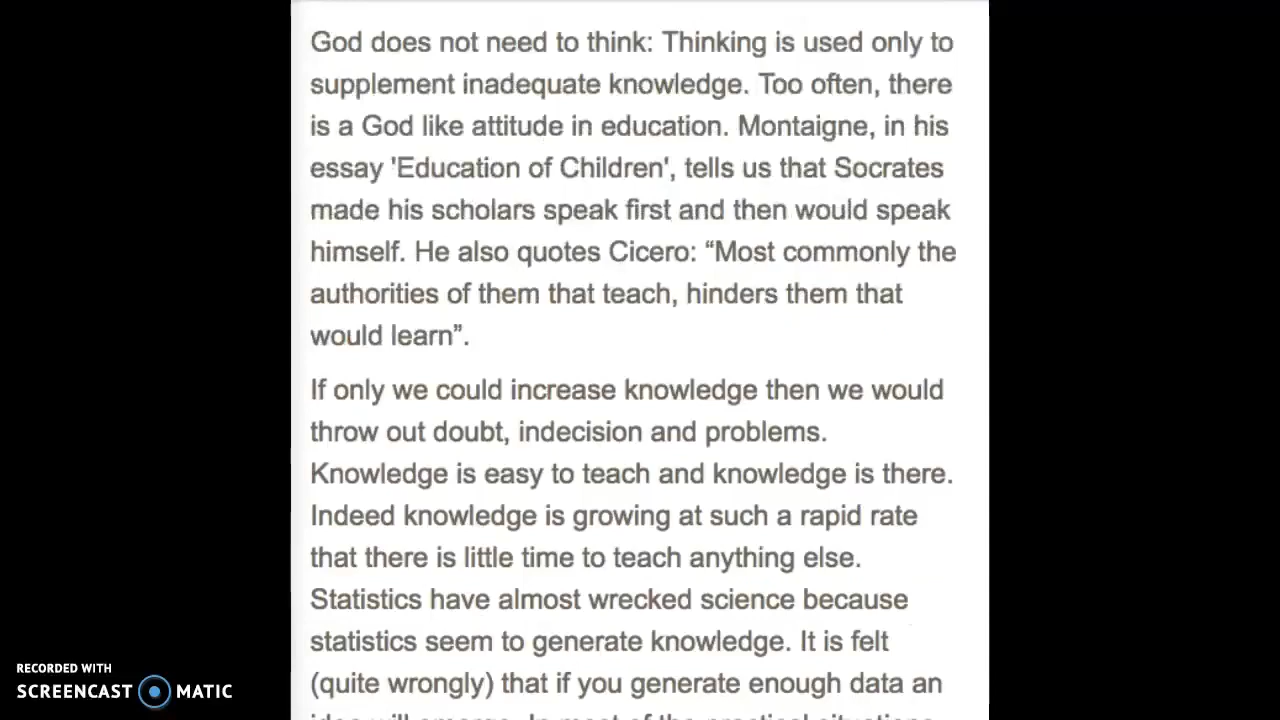 God does not need to think: Thinking is used only to
supplement inadequate knowledge. Too often, there
is a God like attitude in education. Montaigne, in his
essay 'Education of Children', tells us that Socrates
made his scholars speak first and then would speak
himself. He also quotes Cicero: “Most commonly the
authorities of them that teach, hinders them that
would learn”.
If only we could increase knowledge then we would
throw out doubt, indecision and problems.
Knowledge is easy to teach and knowledge is there.
Indeed knowledge is growing at such a rapid rate
that there is little time to teach anything else.
Statistics have almost wrecked science because
statistics seem to generate knowledge. It is felt
(quite wrongly) that if you generate enough data an
RECORDED WITH
SCREENCAST MATIC